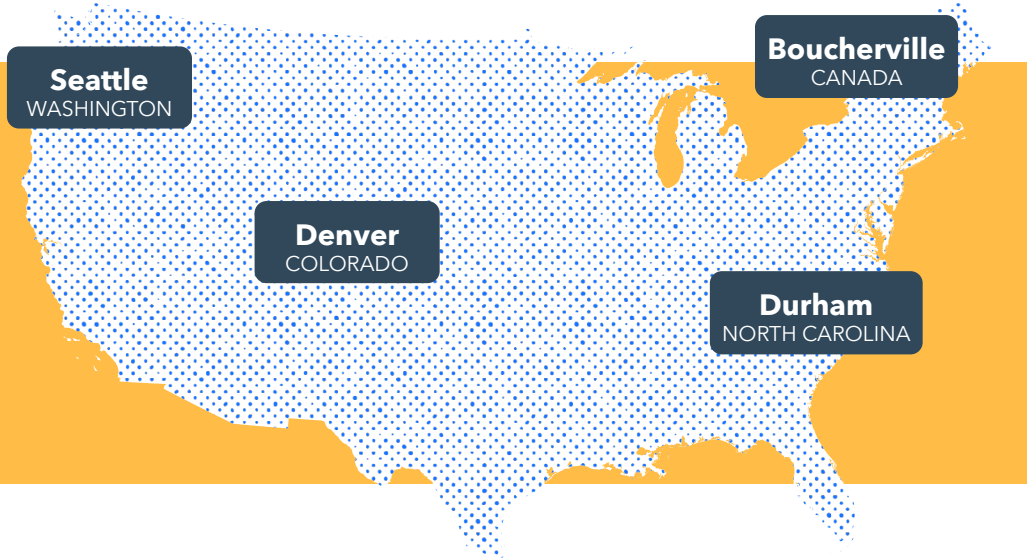 Seattle
WASHINGTON
Boucherville
CANADA
Denver
COLORADO
Durham
NORTH CAROLINA